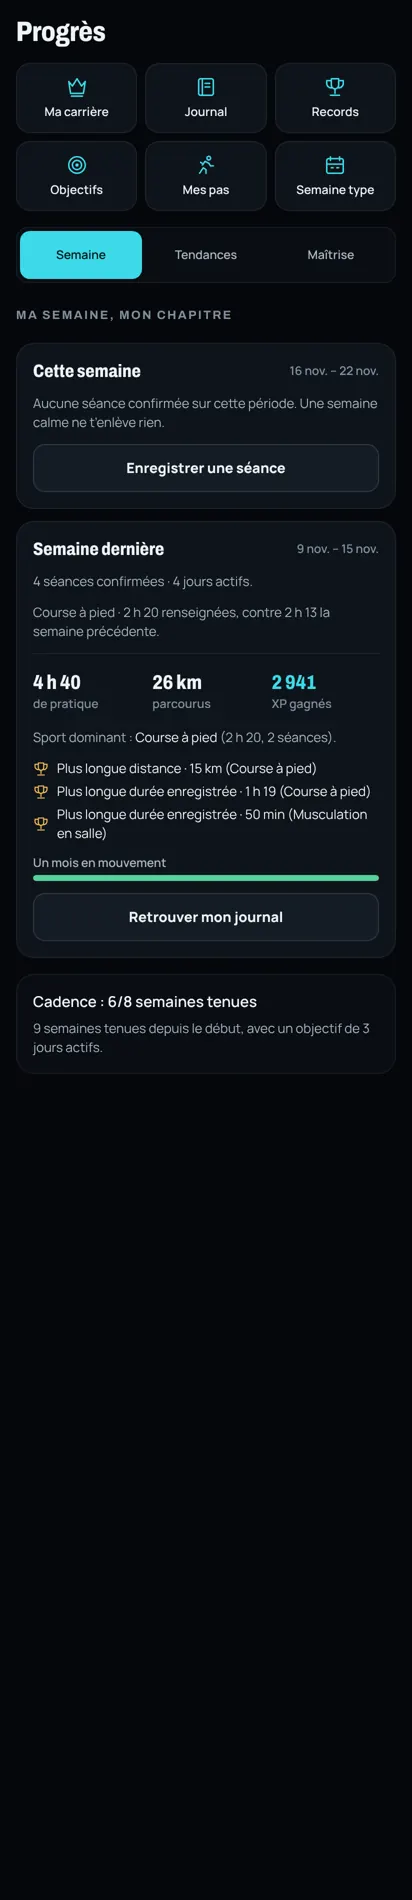 Progrès
Ma carrière
Journal
Records
Objectifs
Mes pas
Semaine type
Semaine
Tendances
Maîtrise
MA SEMAINE, MON CHAPITRE
Cette semaine
16 nov. – 22 nov.
Aucune séance confirmée sur cette période. Une semaine
calme ne t'enlève rien.
Enregistrer une séance
Semaine dernière
9 nov. – 15 nov.
4 séances confirmées · 4 jours actifs.
Course à pied · 2 h 20 renseignées, contre 2 h 13 la
semaine précédente.
4 h 40
26 km
2 941
de pratique
parcourus
XP gagnés
Sport dominant : Course à pied (2 h 20, 2 séances).
Plus longue distance · 15 km (Course à pied)
Plus longue durée enregistrée · 1 h 19 (Course à pied)
Plus longue durée enregistrée · 50 min (Musculation
en salle)
Un mois en mouvement
Retrouver mon journal
Cadence : 6/8 semaines tenues
9 semaines tenues depuis le début, avec un objectif de 3
jours actifs.